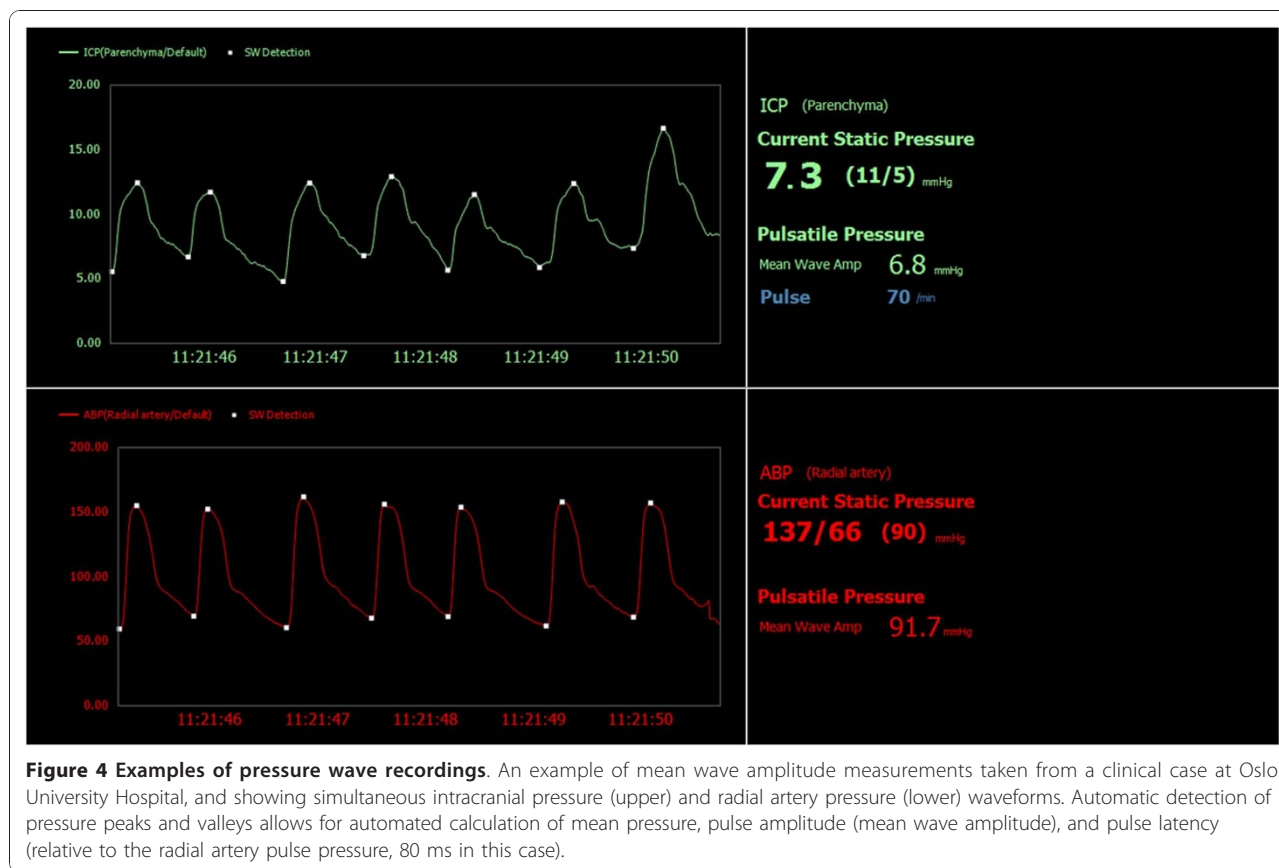 ICP(Parenchyma/Default) SW Detection
20.00
15.00
10.00
5.00
0.00
11:21:46 11:21:47 11:21:48 11:21:49 11:21:50
ICP (Parenchyma)
Current Static Pressure
7.3 (11/5) mmHg
Pulsatile Pressure
Mean Wave Amp 6.8 mmHg
Pulse 70 /min
ABP(Radial artery/Default) SW Detection
200.00
150.00
100.00
50.00
0.00
11:21:46 11:21:47 11:21:48 11:21:49 11:21:50
ABP (Radial artery)
Current Static Pressure
137/66 (90) mmHg
Pulsatile Pressure
Mean Wave Amp 91.7 mmHg
Figure 4 Examples of pressure wave recordings. An example of mean wave amplitude measurements taken from a clinical case at Oslo
University Hospital, and showing simultaneous intracranial pressure (upper) and radial artery pressure (lower) waveforms. Automatic detection of
pressure peaks and valleys allows for automated calculation of mean pressure, pulse amplitude (mean wave amplitude), and pulse latency
(relative to the radial artery pulse pressure, 80 ms in this case).